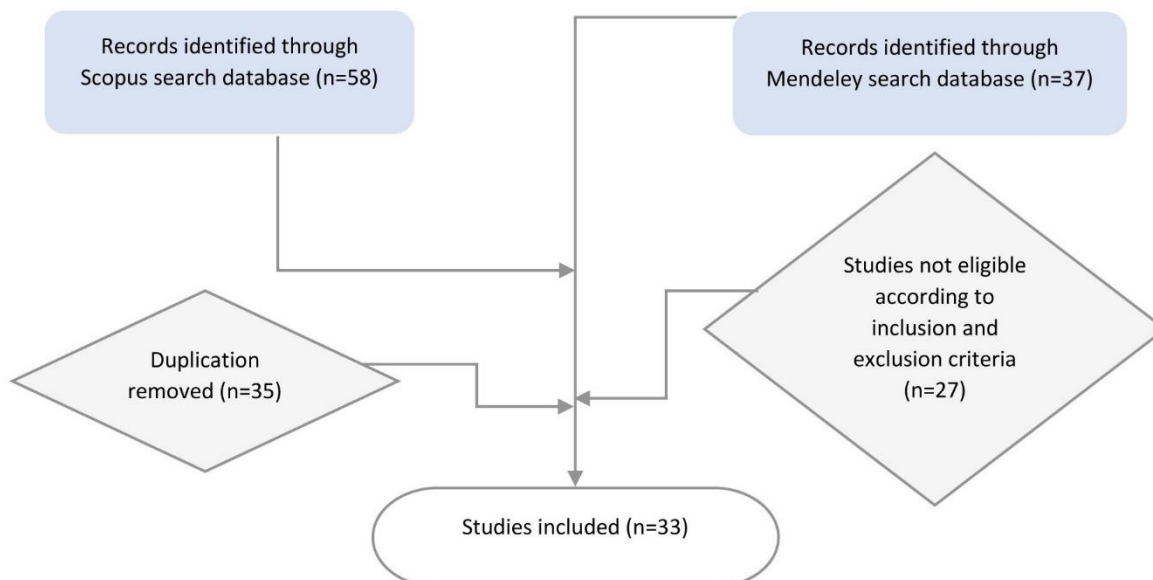 Records identified through
Scopus search database (n=58)
Records identified through
Mendeley search database (n=37)
Studies not eligible
according to
inclusion and
exclusion criteria
(n=27)
Duplication
removed (n=35)
Studies included (n=33)